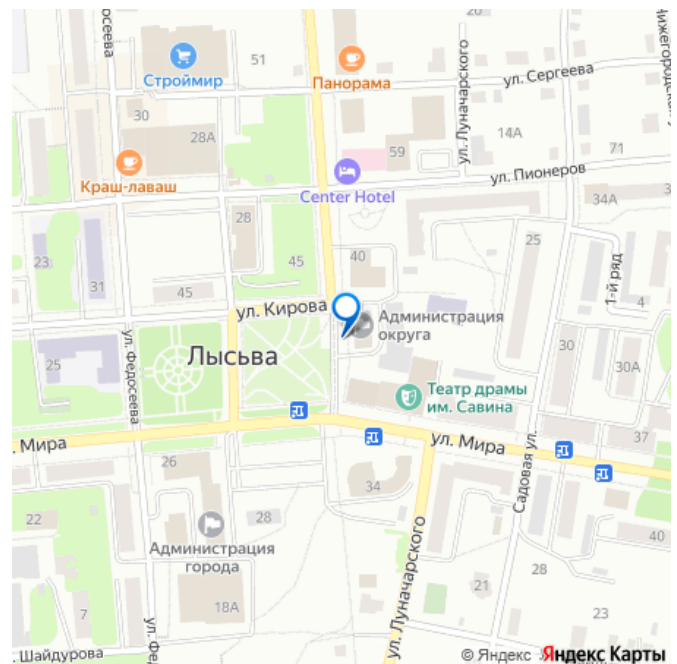 Федосеева
Строймир
51
Панорама
ул. Луначарского
ул. Сергеева
Нижегородская у
30
28А
59
14А
71
Краш-лаваш
Center Hotel
ул. Пионеров
34А
28
40
25
1-й ряд
23
31
45
45
ул. Кирова
4
Администрация
округа
Лысьва
25
ул. Федосеева
30
30А
Театр драмы
им. Савина
. Мира
ул. Мира
37
Садовая ул.
26
34
22
28
40
Администрация
города
ул. Луначарского
28
21
7
18А
23
ул. Фе
. Шайдурова
© Яндекс
Яндекс Карты